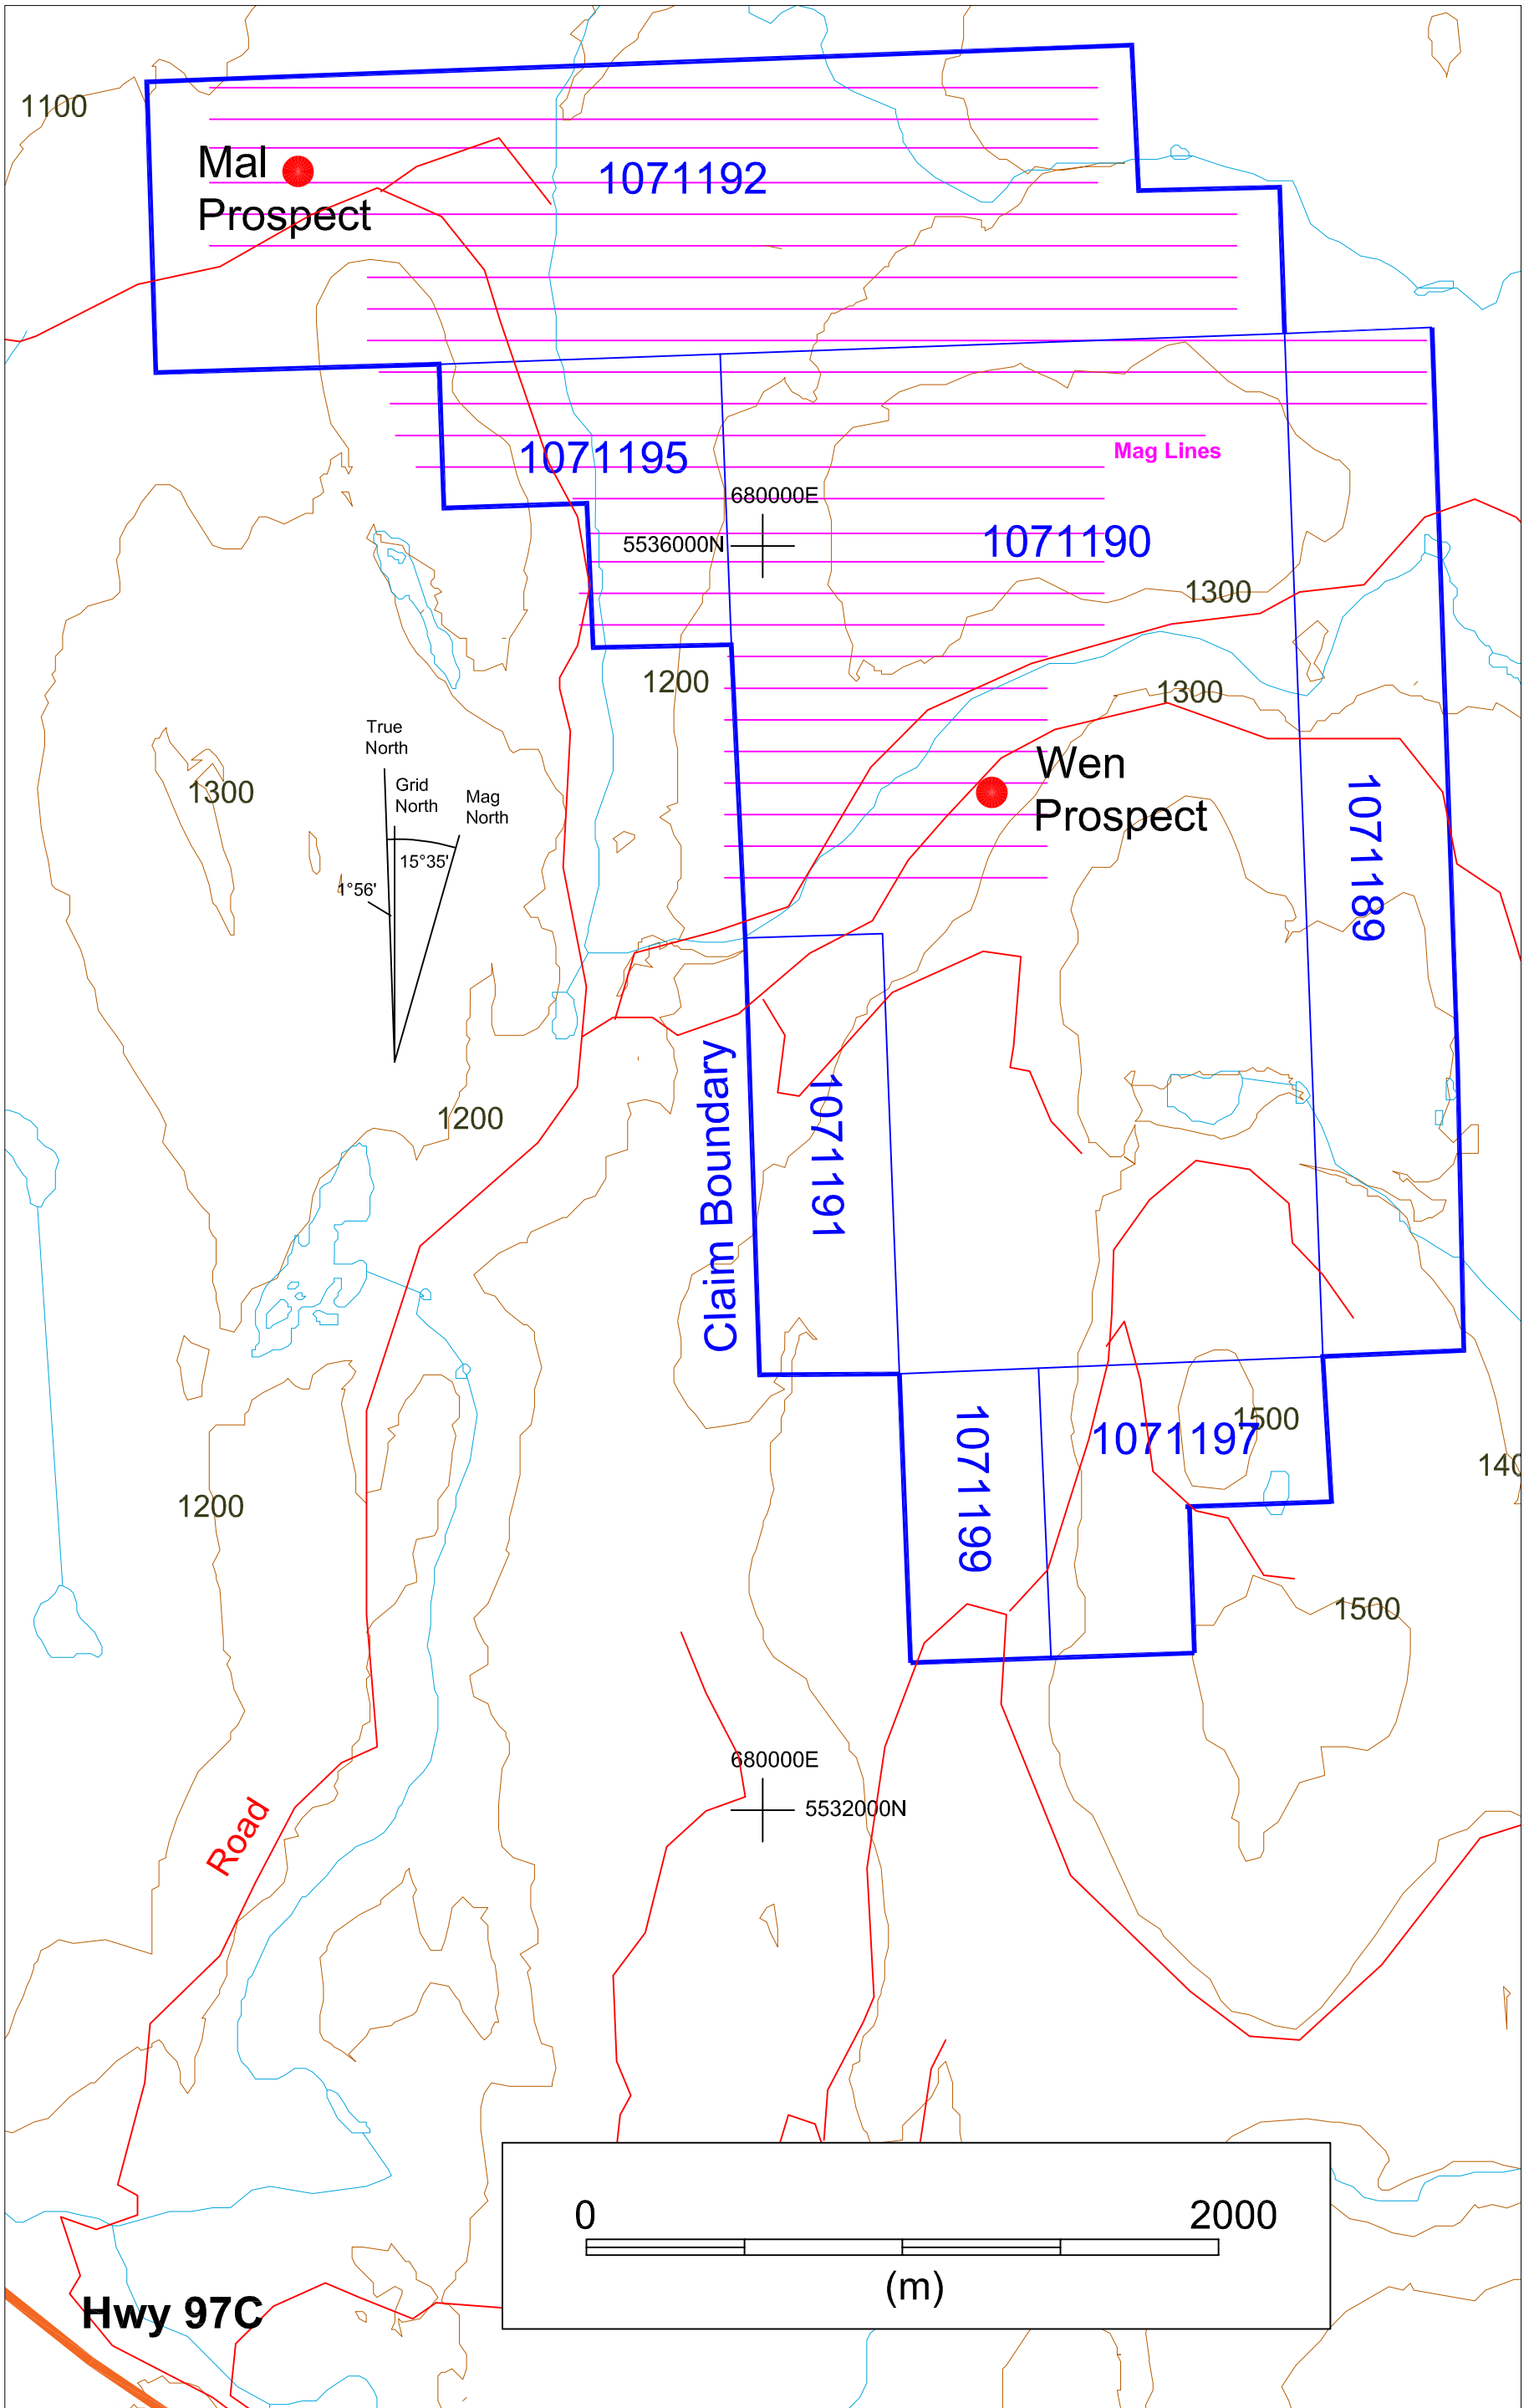 1100
Mal
Prospect
1071192
Mag Lines
1071195
680000E
5536000N
1071190
1300
1200
1300
True
North
Grid
North
Mag
North
15°35'
1°56'
1300
Wen
Prospect
1071189
1200
Claim Boundary
1071191
1071199
1071197
1500
140
1200
1500
680000E
5532000N
Road
0
2000
(m)
Hwy 97C